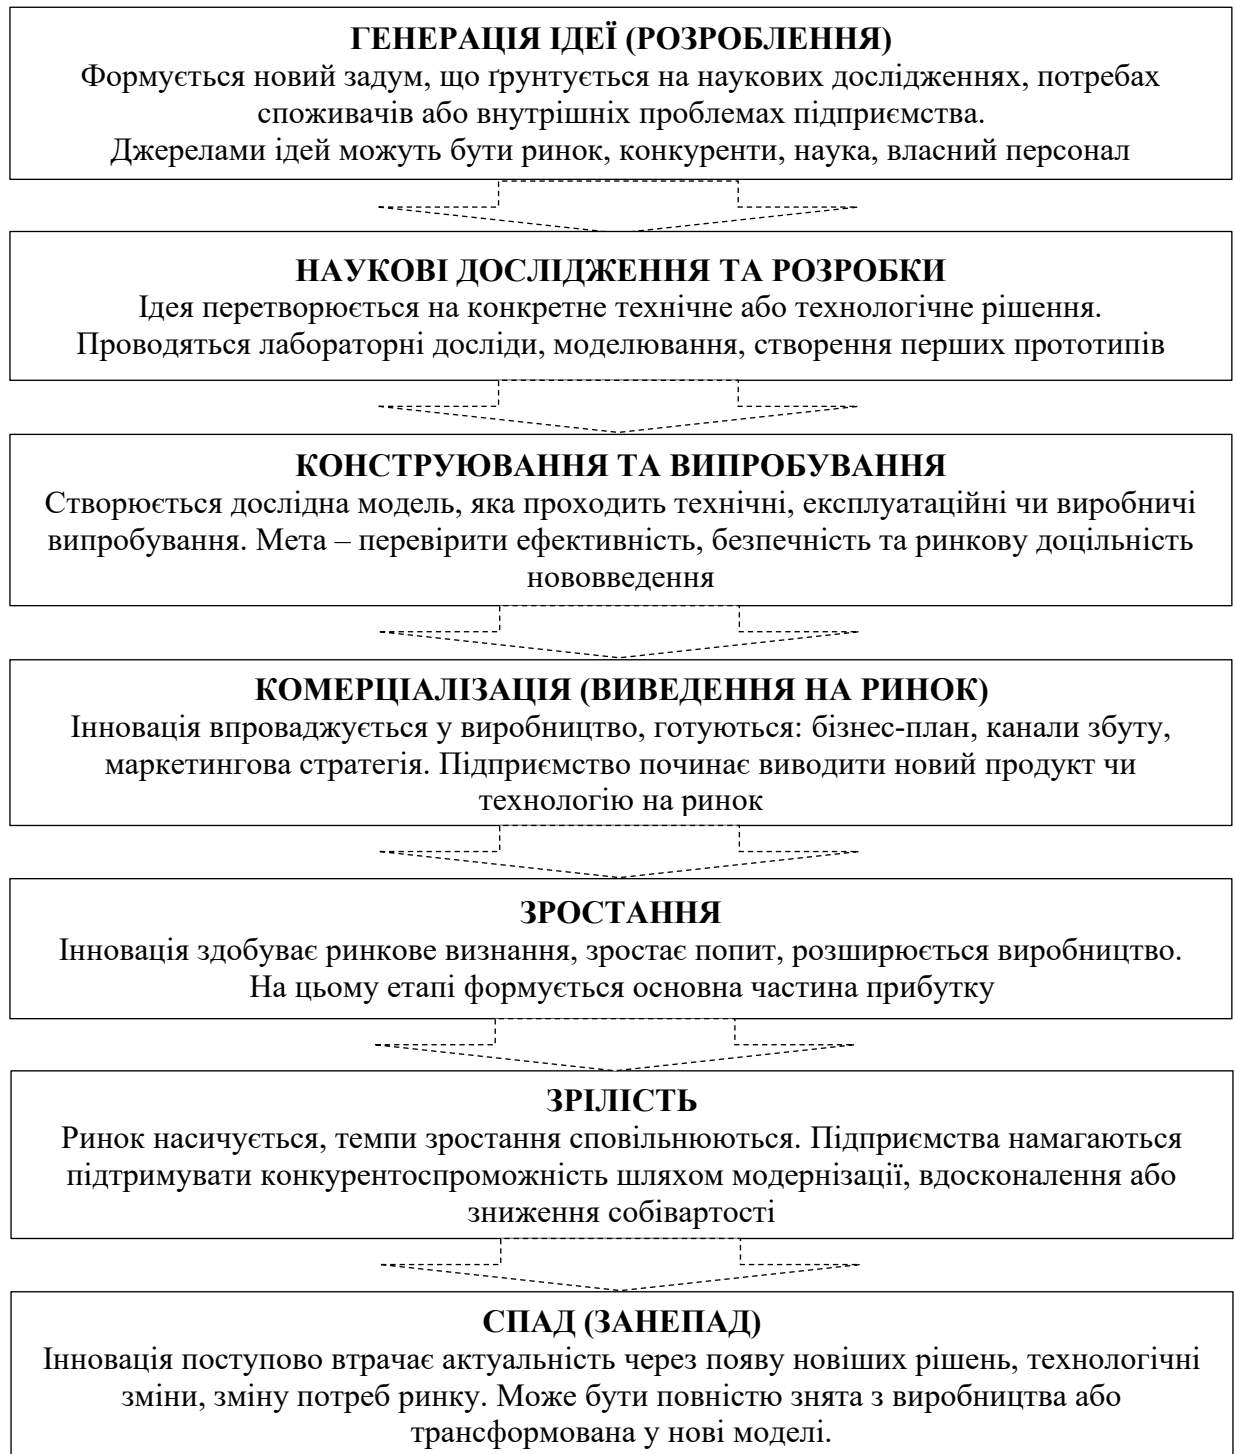 ГЕНЕРАЦІЯ ІДЕЇ (РОЗРОБЛЕННЯ)
Формується новий задум, що ґрунтується на наукових дослідженнях, потребах
споживачів або внутрішніх проблемах підприємства.
Джерелами ідей можуть бути ринок, конкуренти, наука, власний персонал
НАУКОВІ ДОСЛІДЖЕННЯ ТА РОЗРОБКИ
Ідея перетворюється на конкретне технічне або технологічне рішення.
Проводяться лабораторні досліди, моделювання, створення перших прототипів
КОНСТРУЮВАННЯ ТА ВИПРОБУВАННЯ
Створюється дослідна модель, яка проходить технічні, експлуатаційні чи виробничі
випробування. Мета – перевірити ефективність, безпечність та ринкову доцільність
нововведення
КОМЕРЦІАЛІЗАЦІЯ (ВИВЕДЕННЯ НА РИНОК)
Інновація впроваджується у виробництво, готуються: бізнес-план, канали збуту,
маркетингова стратегія. Підприємство починає виводити новий продукт чи
технологію на ринок
ЗРОСТАННЯ
Інновація здобуває ринкове визнання, зростає попит, розширюється виробництво.
На цьому етапі формується основна частина прибутку
ЗРІЛІСТЬ
Ринок насичується, темпи зростання сповільнюються. Підприємства намагаються
підтримувати конкурентоспроможність шляхом модернізації, вдосконалення або
зниження собівартості
СПАД (ЗАНЕПАД)
Інновація поступово втрачає актуальність через появу новіших рішень, технологічні
зміни, зміну потреб ринку. Може бути повністю знята з виробництва або
трансформована у нові моделі.